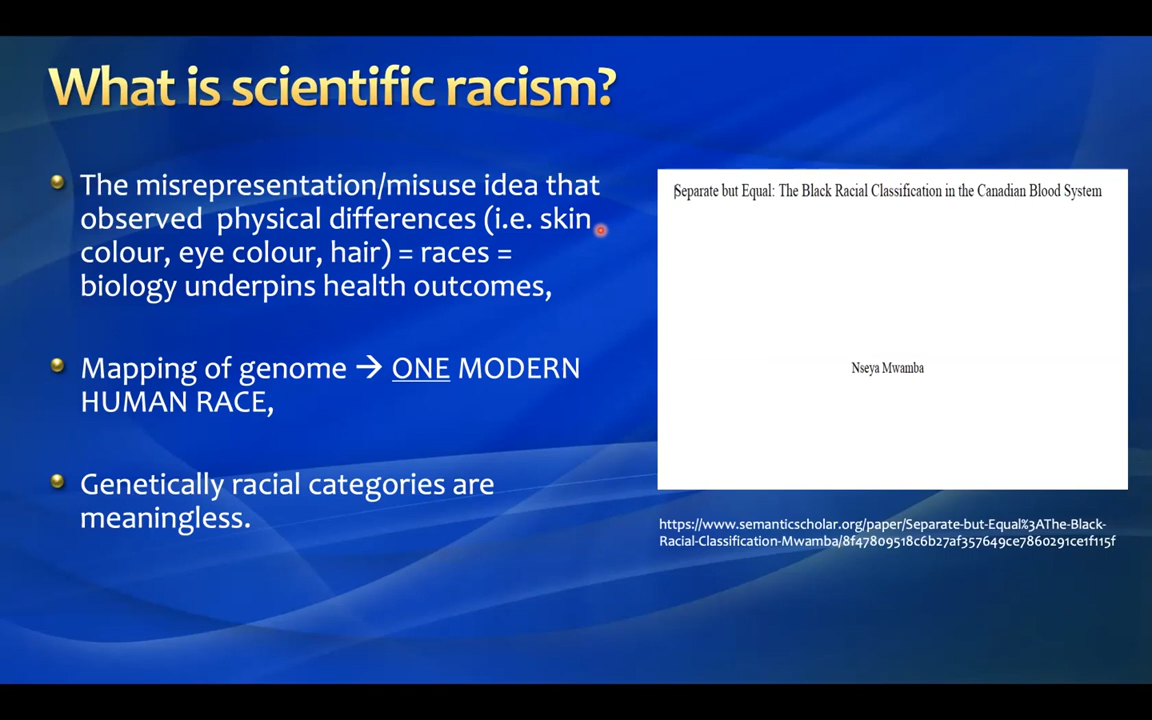 What is scientific racism?
The misrepresentation/misuse idea that
observed physical differences (i.e. skin
colour, eye colour, hair) = races =
biology underpins health outcomes,
Mapping of genome → ONE MODERN
HUMAN RACE,
Genetically racial categories are
meaningless.
Separate but Equal: The Black Racial Classification in the Canadian Blood System
Nseya Mwamba
https://www.semanticscholar.org/paper/Separate-but-Equal%3AThe-Black-
Racial-Classification-Mwamba/8f47809518c6b27af357649ce7860291ce1f115f